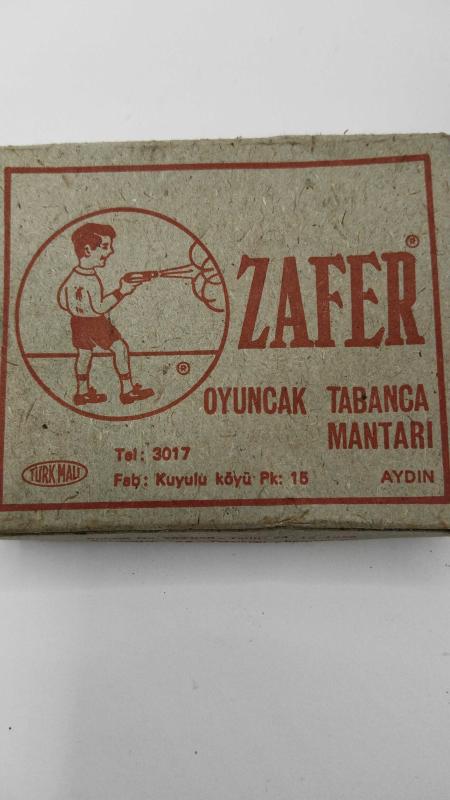 ZAFER ®
®
OYUNCAK TABANCA
MANTARI
Tel: 3017
TÜRK MALI
Fab: Kuyulu köyü Pk: 15
AYDIN